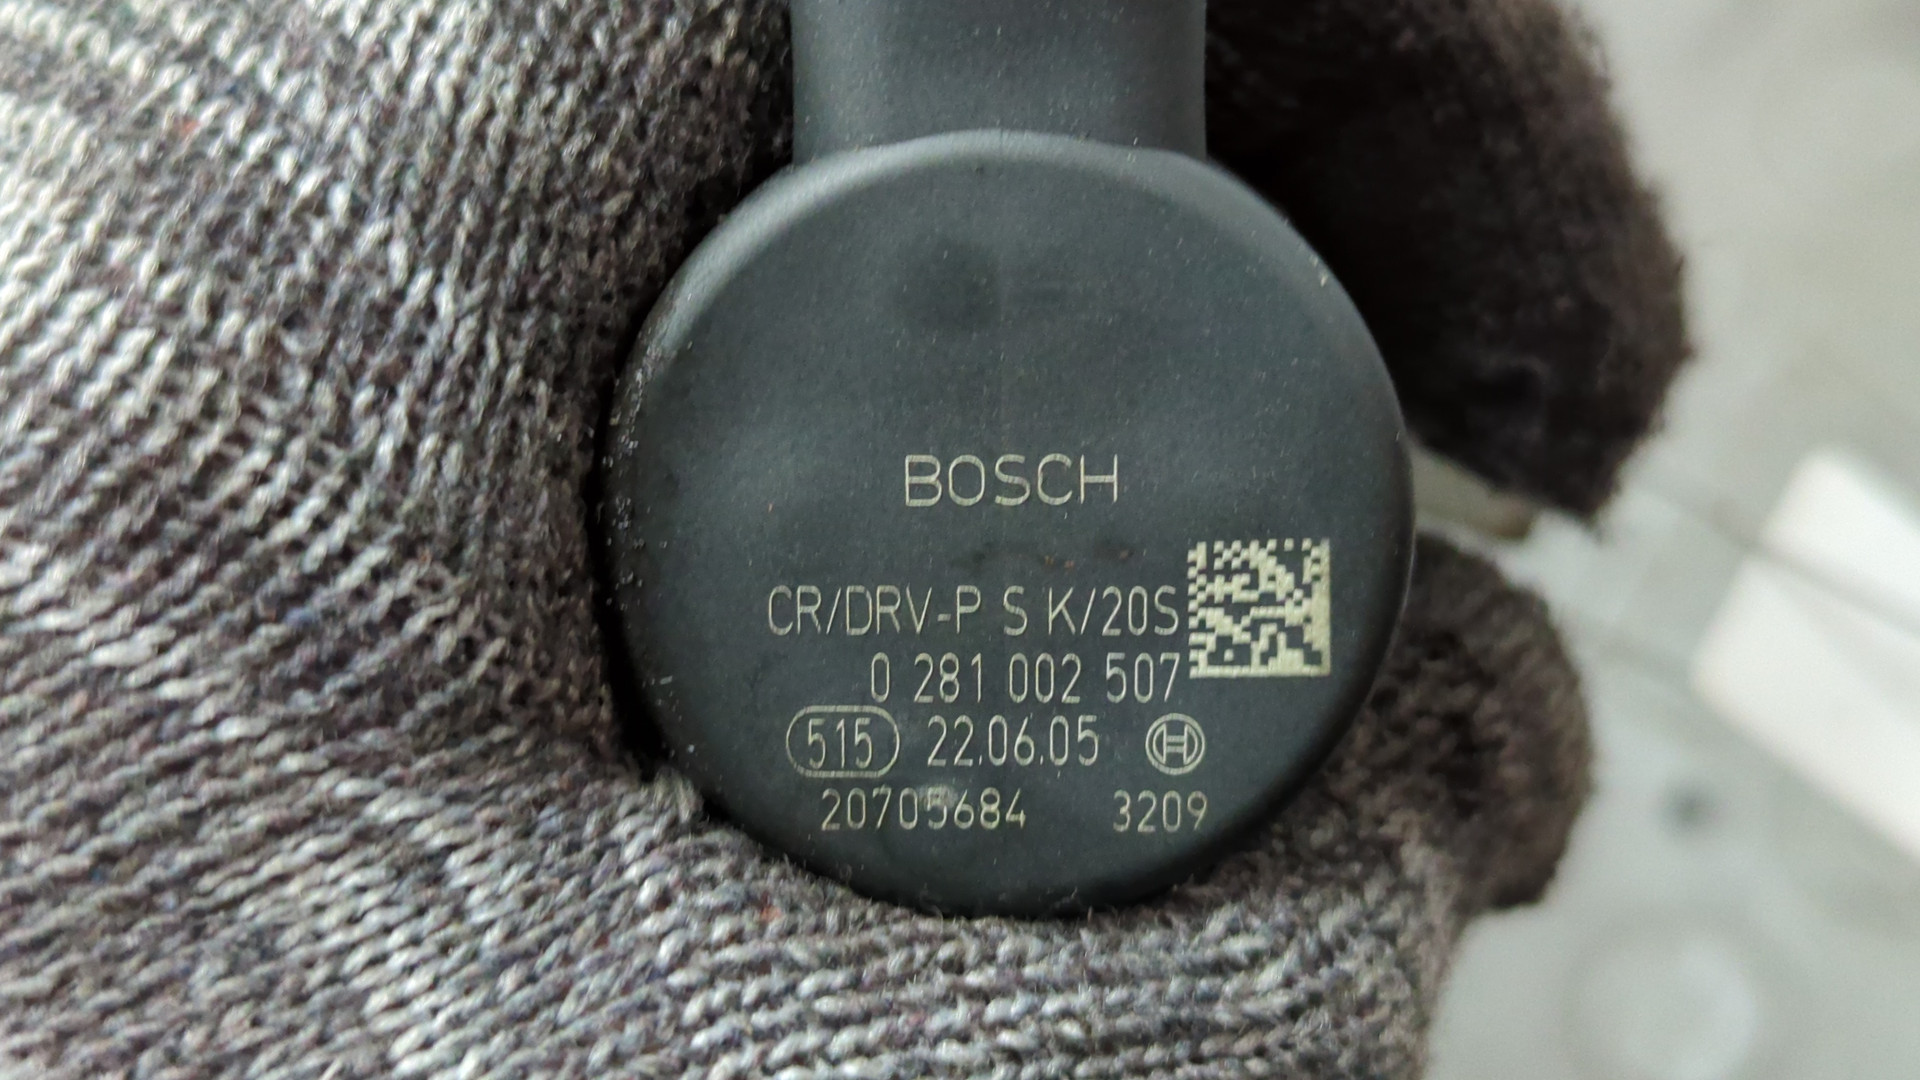 BOSCH
CR/DRV-P S K/20S
0 281 002 507
515 22.06.05
20705684 3209